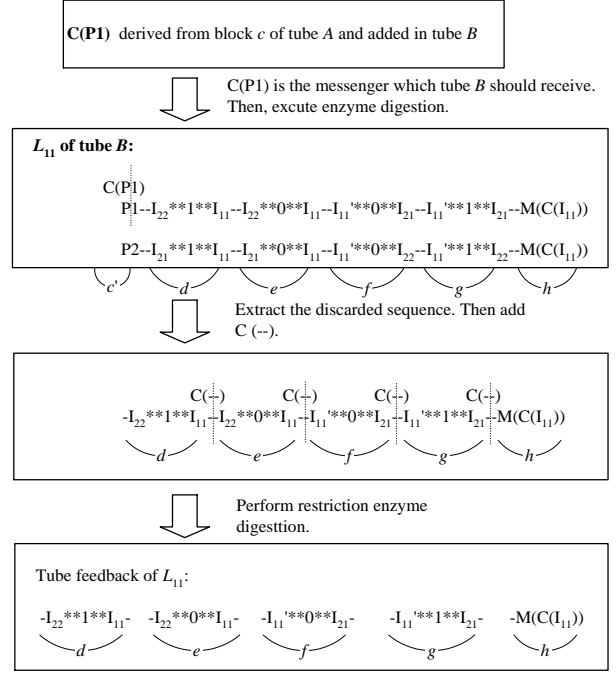 C(P1) derived from block c of tube A and added in tube B
C(P1) is the messenger which tube B should receive.
Then, excute enzyme digestion.
L₁₁ of tube B:
C(P1)
P1--I₂₂**1**I₁₁--I₂₂**0**I₁₁--I₁₁'**0**I₂₁--I₁₁'**1**I₂₁--M(C(I₁₁))
P2--I₂₁**1**I₁₁--I₂₁**0**I₁₁--I₁₁'**0**I₂₂--I₁₁'**1**I₂₂--M(C(I₁₁))
c' d e f g h
Extract the discarded sequence. Then add
C (--).
C(--) C(--) C(--) C(--)
-I₂₂**1**I₁₁--I₂₂**0**I₁₁--I₁₁'**0**I₂₁--I₁₁'**1**I₂₁--M(C(I₁₁))
d e f g h
Perform restriction enzyme
digesttion.
Tube feedback of L₁₁:
-I₂₂**1**I₁₁- -I₂₂**0**I₁₁- -I₁₁'**0**I₂₁- -I₁₁'**1**I₂₁- -M(C(I₁₁))
d e f g h